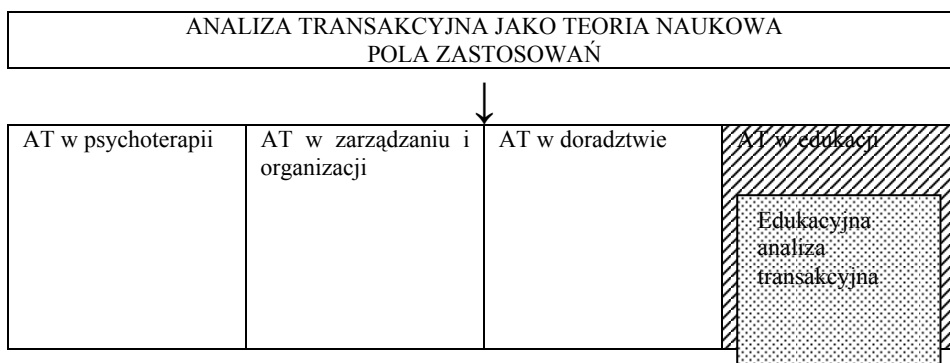 ANALIZA TRANSAKCYJNA JAKO TEORIA NAUKOWA
POLA ZASTOSOWAŃ
AT w psychoterapii
AT w zarządzaniu i
organizacji
AT w doradztwie
AT w edukacji
Edukacyjna
analiza
transakcyjna